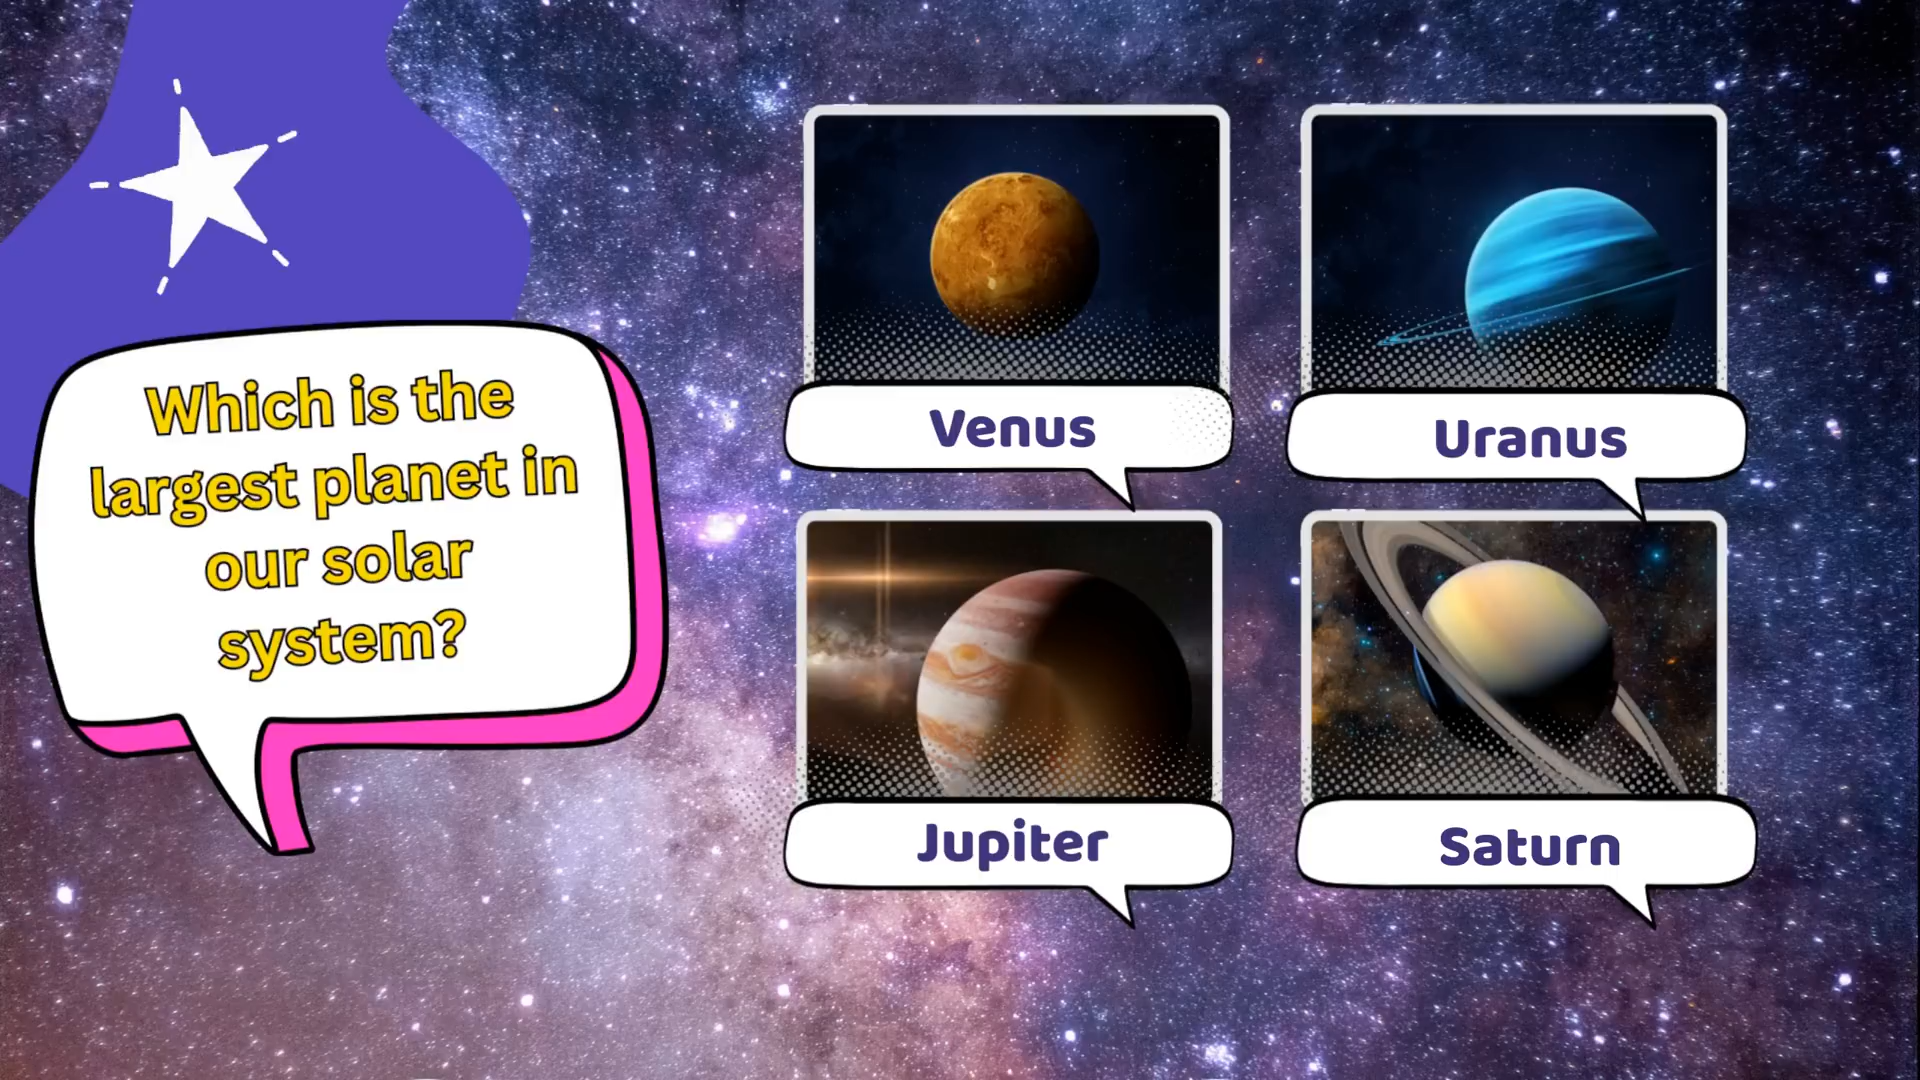 Which is the
largest planet in
our solar
system?
Venus
Uranus
Jupiter
Saturn